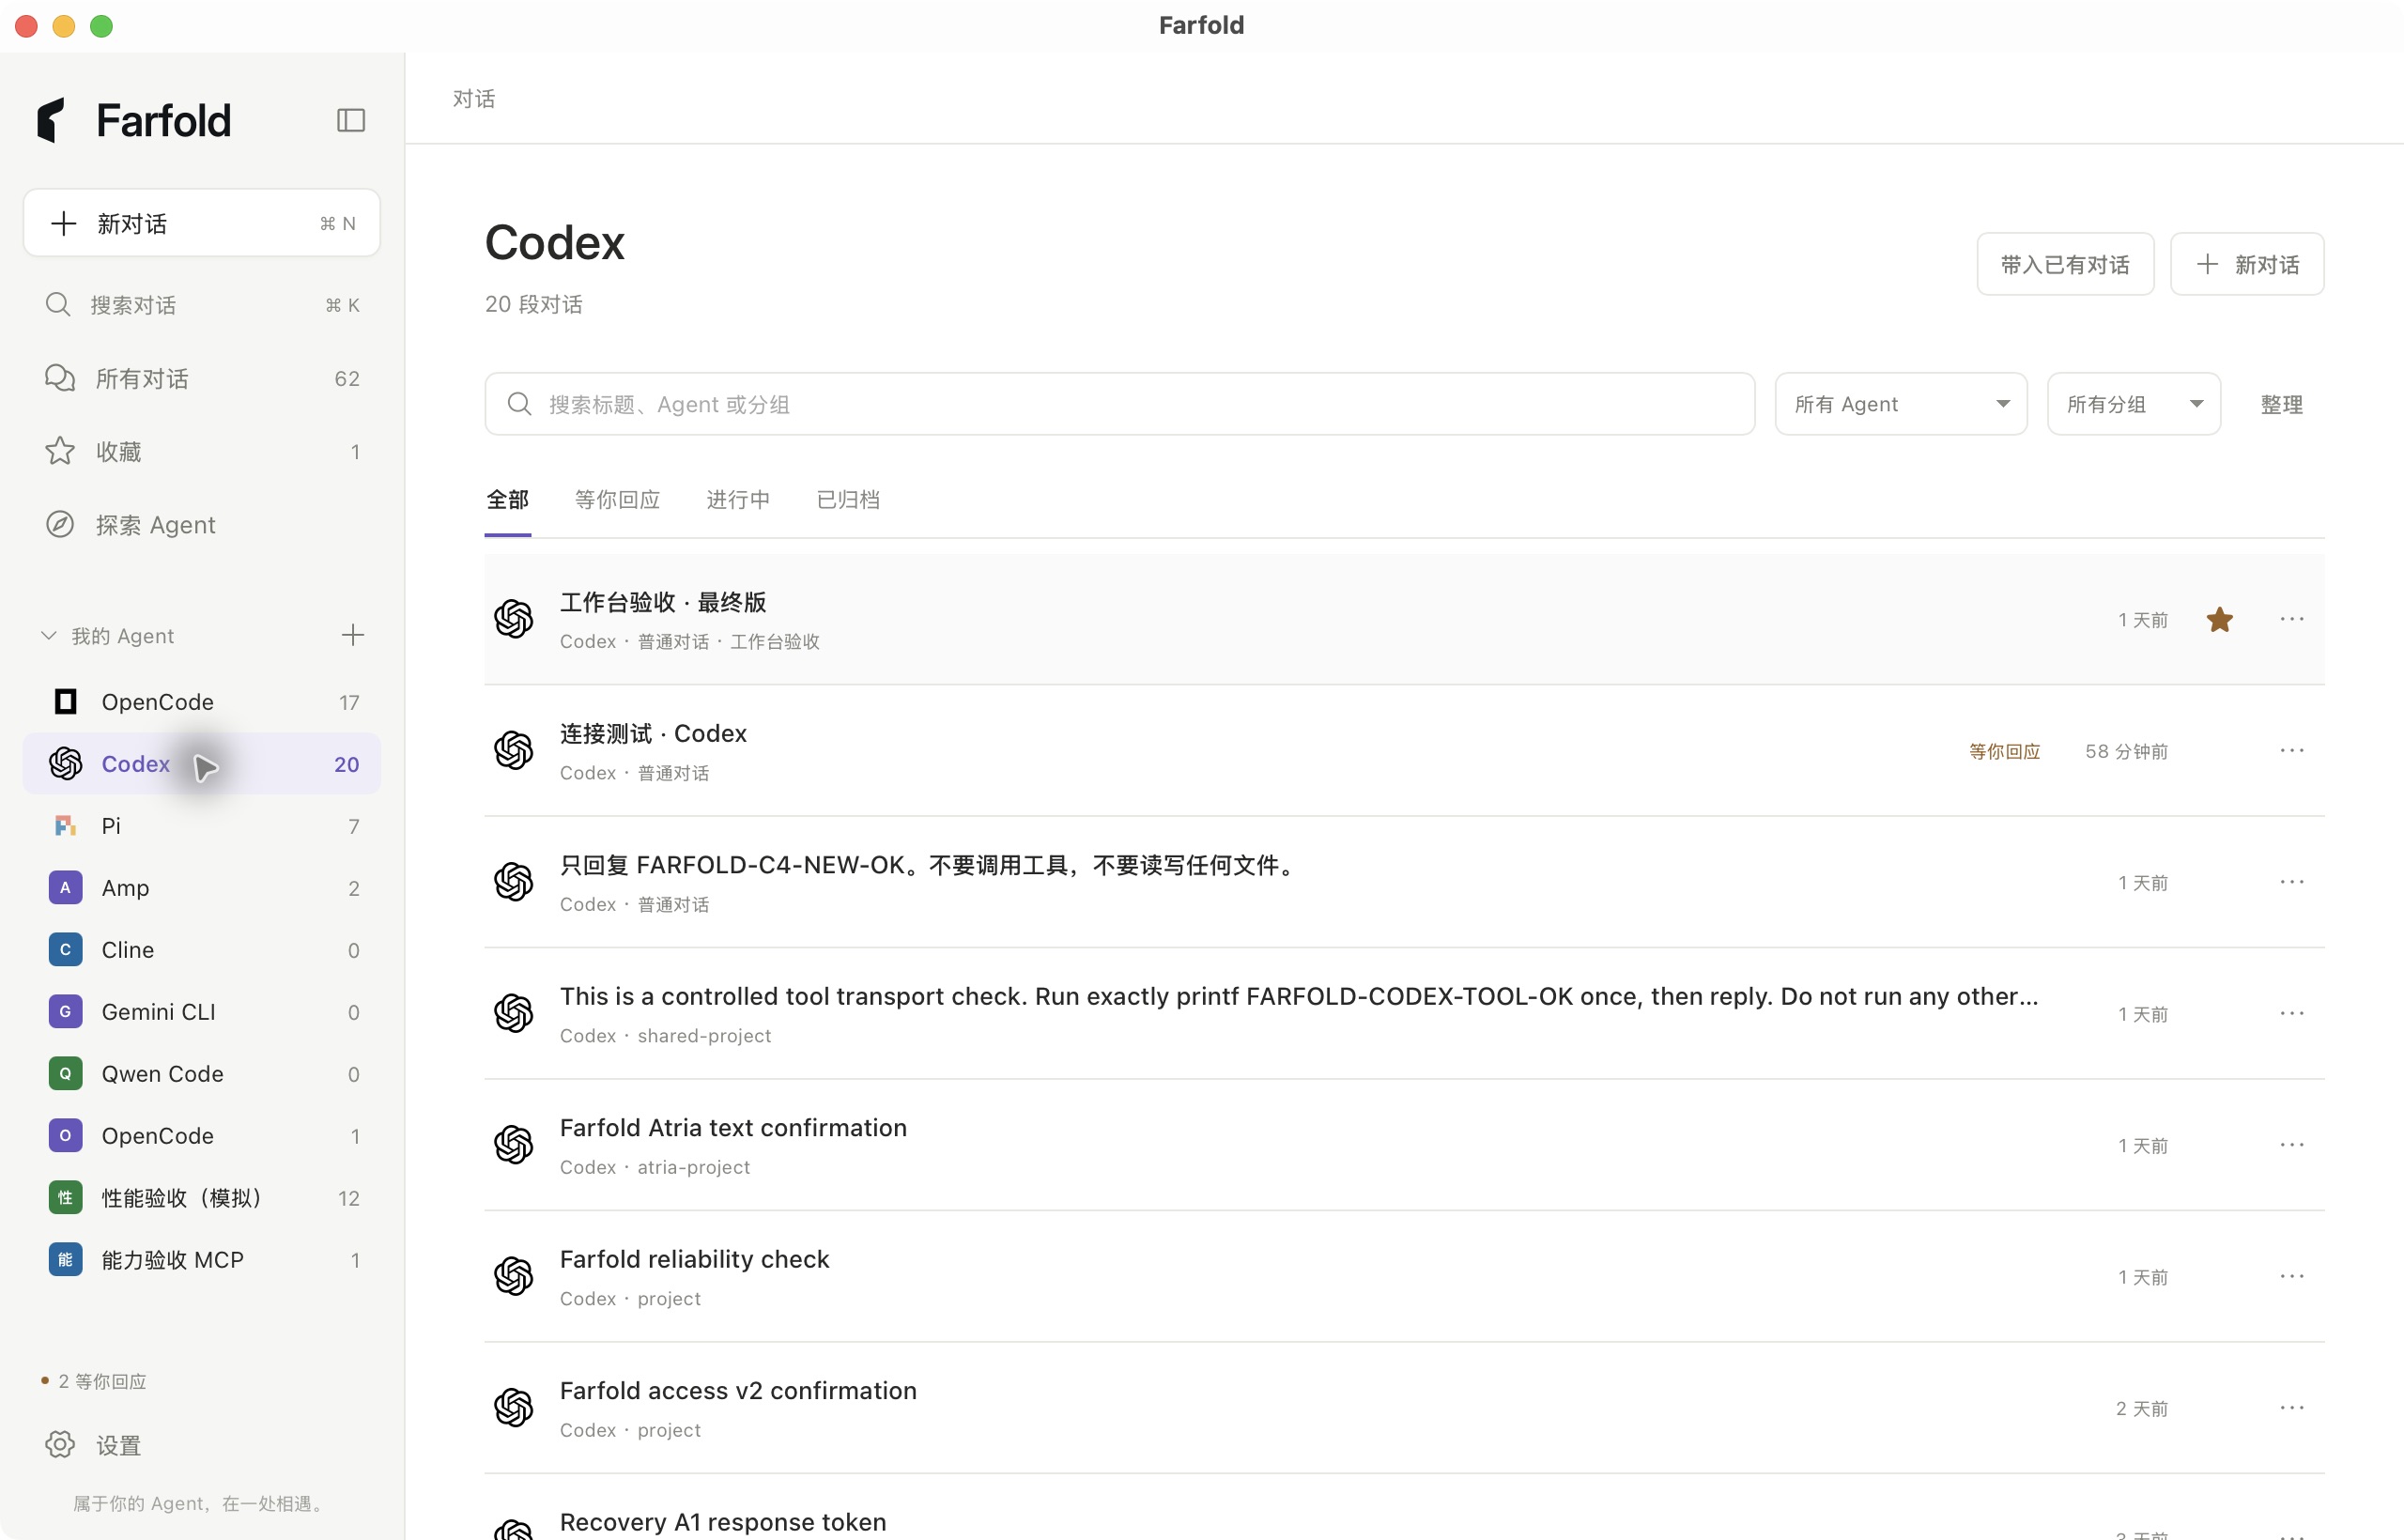 Farfold
Farfold
新对话 ⌘ N
搜索对话 ⌘ K
所有对话 62
收藏 1
探索 Agent
我的 Agent
OpenCode 17
Codex 20
Pi 7
A Amp 2
C Cline 0
G Gemini CLI 0
Q Qwen Code 0
O OpenCode 1
性 性能验收（模拟） 12
能 能力验收 MCP 1
2 等你回应
设置
属于你的 Agent，在一处相遇。
对话
Codex
20 段对话
带入已有对话
新对话
搜索标题、Agent 或分组
所有 Agent
所有分组
整理
全部 等你回应 进行中 已归档
工作台验收 · 最终版
Codex · 普通对话 · 工作台验收
1 天前
连接测试 · Codex
Codex · 普通对话
等你回应 58 分钟前
只回复 FARFOLD-C4-NEW-OK。不要调用工具，不要读写任何文件。
Codex · 普通对话
1 天前
This is a controlled tool transport check. Run exactly printf FARFOLD-CODEX-TOOL-OK once, then reply. Do not run any other...
Codex · shared-project
1 天前
Farfold Atria text confirmation
Codex · atria-project
1 天前
Farfold reliability check
Codex · project
1 天前
Farfold access v2 confirmation
Codex · project
2 天前
Recovery A1 response token
3 天前